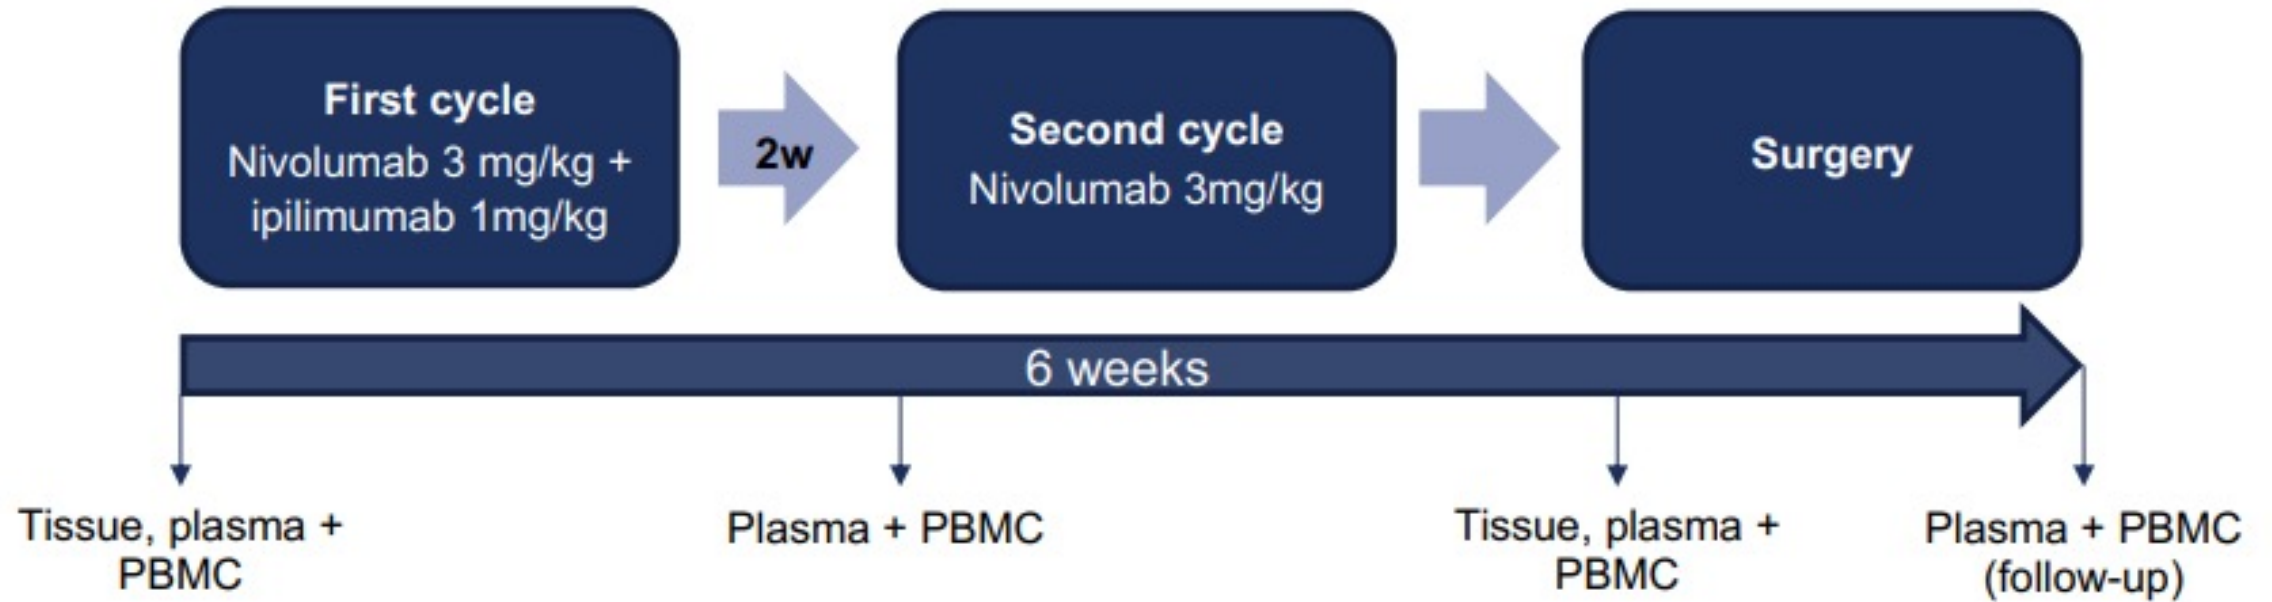 First cycle
Nivolumab 3 mg/kg +
ipilimumab 1mg/kg
2w
Second cycle
Nivolumab 3mg/kg
Surgery
6 weeks
Tissue, plasma +
PBMC
Plasma + PBMC
Tissue, plasma +
PBMC
Plasma + PBMC
(follow-up)